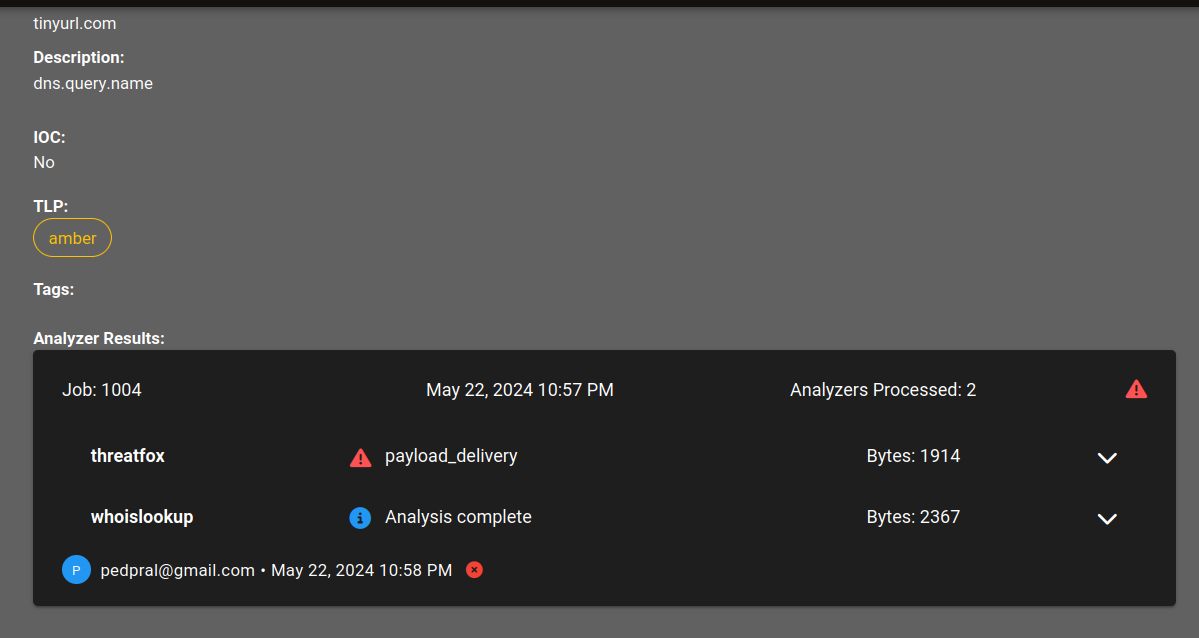 tinyurl.com
Description:
dns.query.name
IOC:
No
TLP:
amber
Tags:
Analyzer Results:
Job: 1004 May 22, 2024 10:57 PM Analyzers Processed: 2
threatfox payload_delivery Bytes: 1914
whoislookup Analysis complete Bytes: 2367
P pedpral@gmail.com • May 22, 2024 10:58 PM